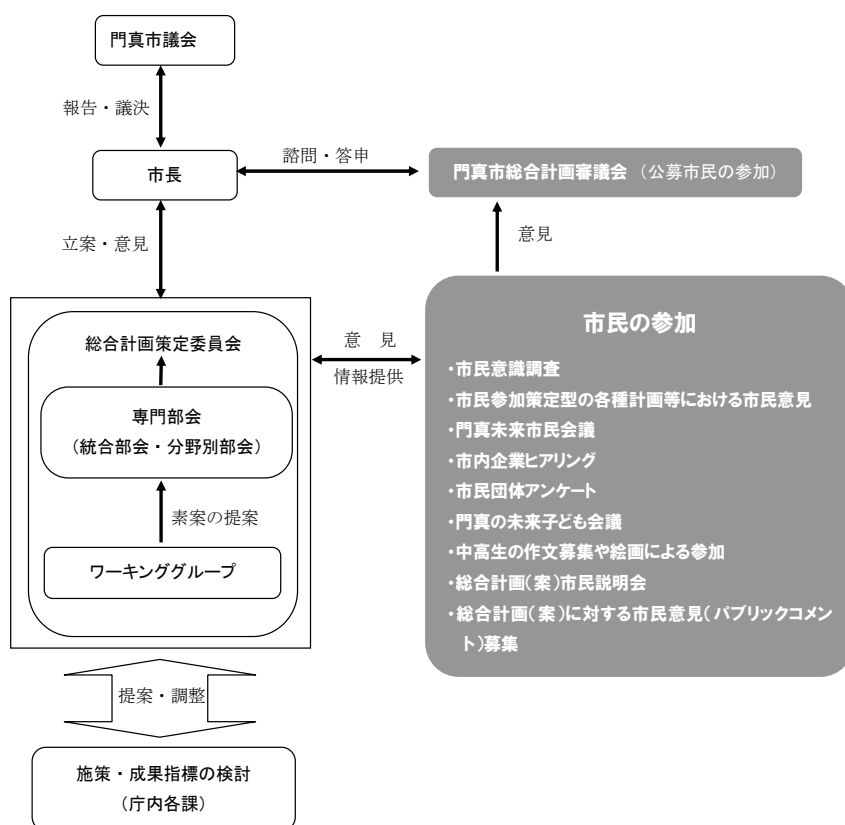 門真市議会
報告・議決
市長
諮問・答申
門真市総合計画審議会 （公募市民の参加）
立案・意見
意見
総合計画策定委員会
専門部会
（統合部会・分野別部会）
素案の提案
ワーキンググループ
意　見
情報提供
市民の参加
・市民意識調査
・市民参加策定型の各種計画等における市民意見
・門真未来市民会議
・市内企業ヒアリング
・市民団体アンケート
・門真の未来子ども会議
・中高生の作文募集や絵画による参加
・総合計画（案）市民説明会
・総合計画（案）に対する市民意見（パブリックコメン
ト）募集
提案・調整
施策・成果指標の検討
（庁内各課）